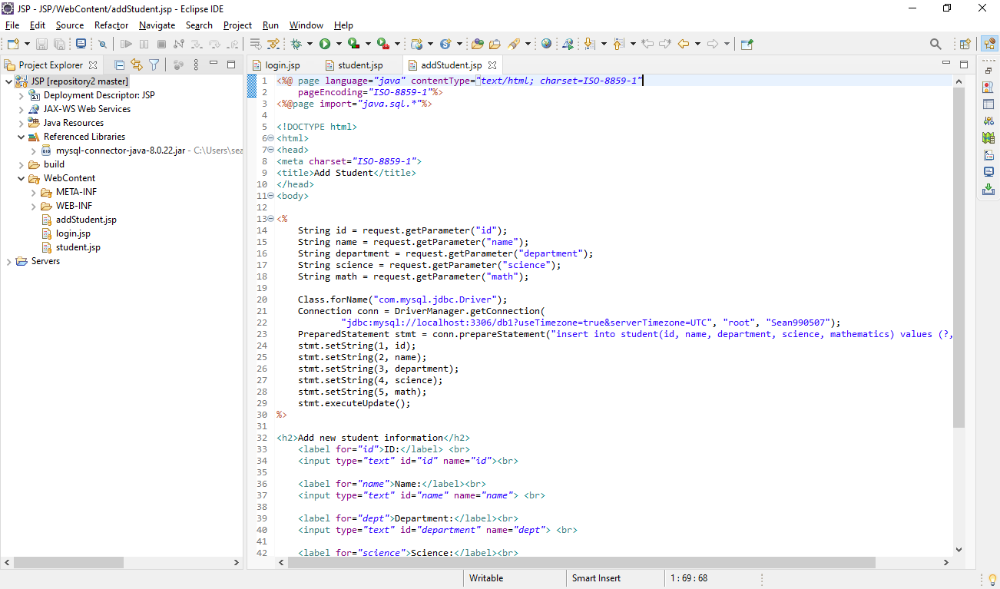 JSP - JSP/WebContent/addStudent.jsp - Eclipse IDE
File Edit Source Refactor Navigate Search Project Run Window Help
Project Explorer
JSP [repository2 master]
Deployment Descriptor: JSP
JAX-WS Web Services
Java Resources
Referenced Libraries
mysql-connector-java-8.0.22.jar - C:\Users\sea
build
WebContent
META-INF
WEB-INF
addStudent.jsp
login.jsp
student.jsp
Servers
login.jsp student.jsp addStudent.jsp
1 <%@ page language="java" contentType="text/html; charset=ISO-8859-1"
2     pageEncoding="ISO-8859-1"%>
3 <%@page import="java.sql.*"%>
4
5 <!DOCTYPE html>
6 <html>
7 <head>
8 <meta charset="ISO-8859-1">
9 <title>Add Student</title>
10 </head>
11 <body>
12
13 <%
14     String id = request.getParameter("id");
15     String name = request.getParameter("name");
16     String department = request.getParameter("department");
17     String science = request.getParameter("science");
18     String math = request.getParameter("math");
19
20     Class.forName("com.mysql.jdbc.Driver");
21     Connection conn = DriverManager.getConnection(
22             "jdbc:mysql://localhost:3306/db1?useTimezone=true&serverTimezone=UTC", "root", "Sean990507");
23     PreparedStatement stmt = conn.prepareStatement("insert into student(id, name, department, science, mathematics) values (?,
24     stmt.setString(1, id);
25     stmt.setString(2, name);
26     stmt.setString(3, department);
27     stmt.setString(4, science);
28     stmt.setString(5, math);
29     stmt.executeUpdate();
30 %>
31
32 <h2>Add new student information</h2>
33     <label for="id">ID:</label> <br>
34     <input type="text" id="id" name="id"><br>
35
36     <label for="name">Name:</label><br>
37     <input type="text" id="name" name="name"> <br>
38
39     <label for="dept">Department:</label><br>
40     <input type="text" id="department" name="dept"> <br>
41
42     <label for="science">Science:</label><br>
Writable Smart Insert 1 : 69 : 68